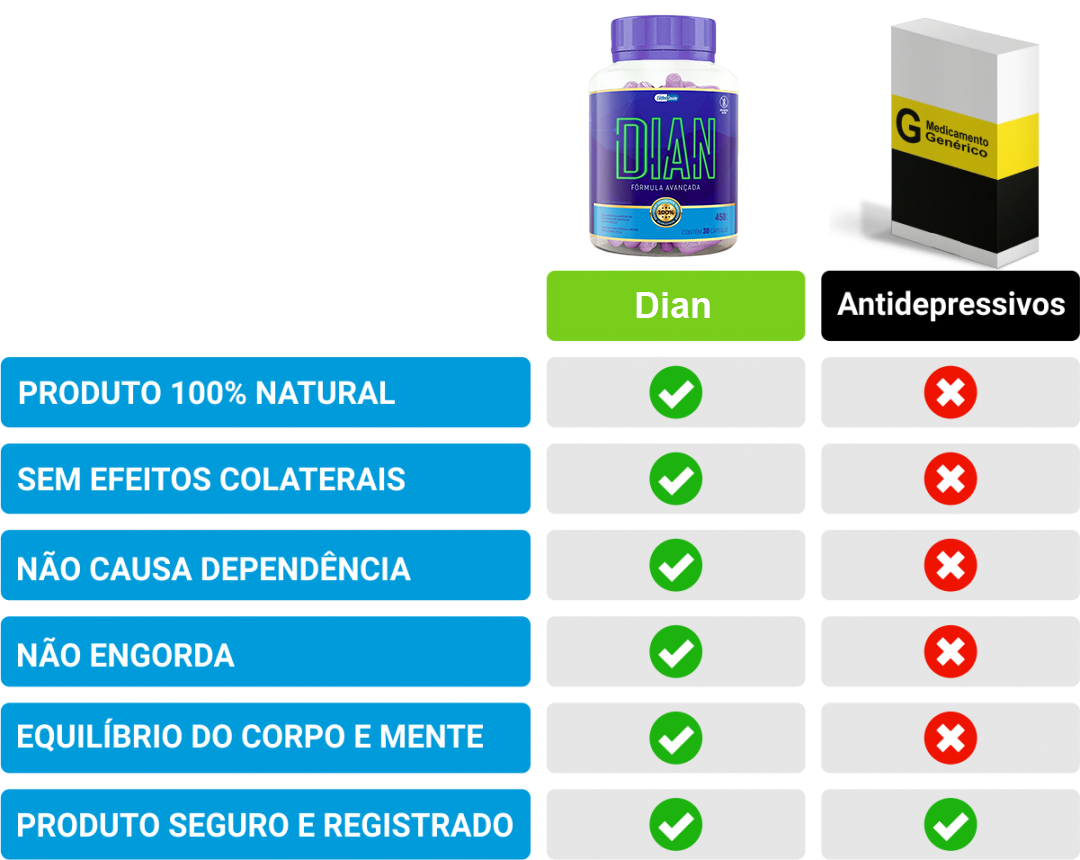 DIAN
FÓRMULA AVANÇADA
100%
CONTÉM 30 CÁPSULAS
G Medicamento
Genérico
Dian
Antidepressivos
PRODUTO 100% NATURAL
SEM EFEITOS COLATERAIS
NÃO CAUSA DEPENDÊNCIA
NÃO ENGORDA
EQUILÍBRIO DO CORPO E MENTE
PRODUTO SEGURO E REGISTRADO